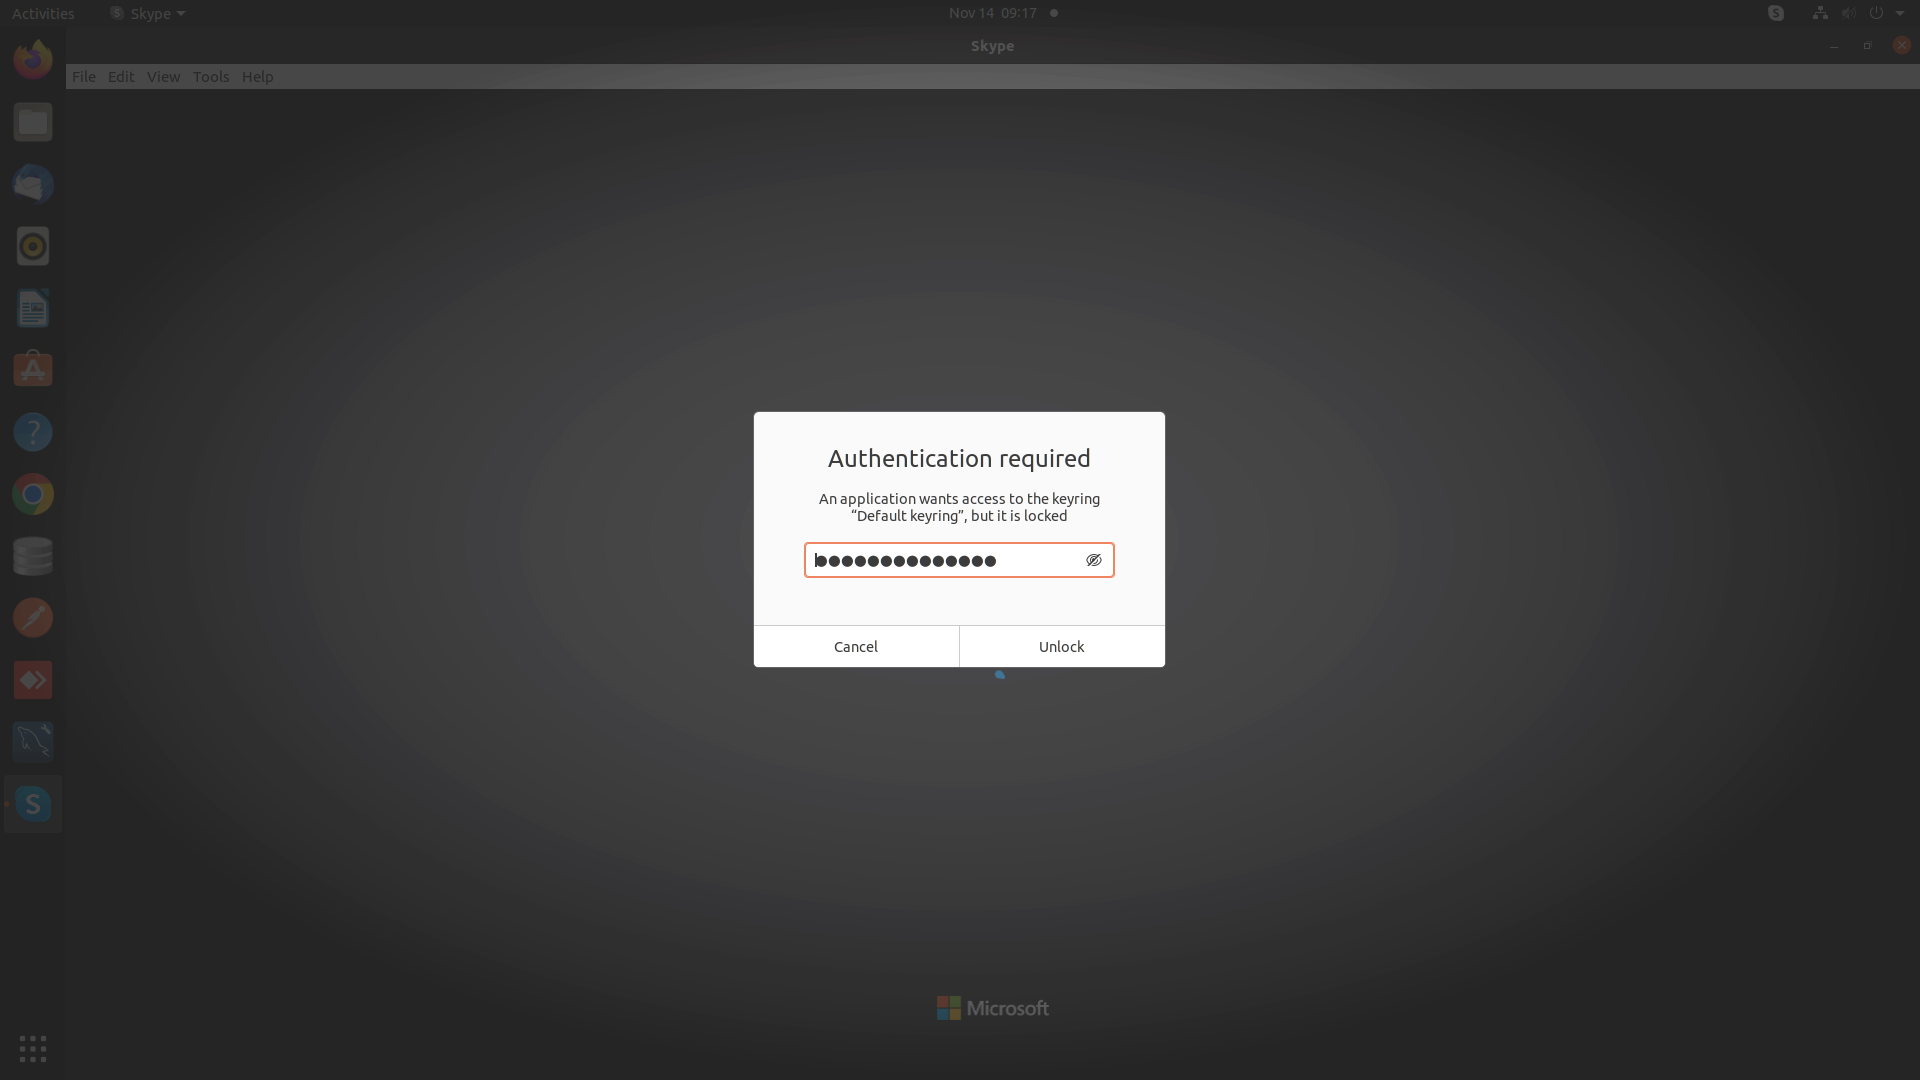 Activities Skype Nov 14 09:17
Skype
File Edit View Tools Help
Authentication required
An application wants access to the keyring
“Default keyring”, but it is locked
●●●●●●●●●●●●●●
Cancel Unlock
Microsoft